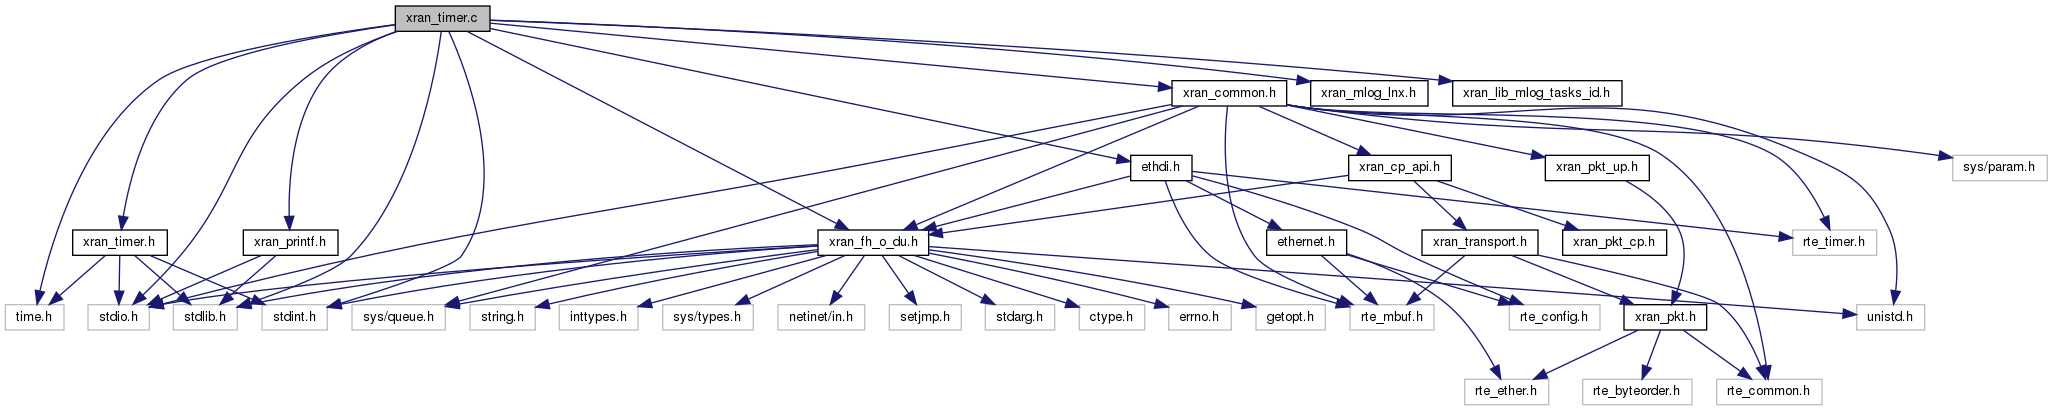 xran_timer.c
xran_common.h
xran_mlog_lnx.h
xran_lib_mlog_tasks_id.h
ethdi.h
xran_cp_api.h
xran_pkt_up.h
sys/param.h
xran_timer.h
xran_printf.h
xran_fh_o_du.h
ethernet.h
xran_transport.h
xran_pkt_cp.h
rte_timer.h
time.h
stdio.h
stdlib.h
stdint.h
sys/queue.h
string.h
inttypes.h
sys/types.h
netinet/in.h
setjmp.h
stdarg.h
ctype.h
errno.h
getopt.h
rte_mbuf.h
rte_config.h
xran_pkt.h
unistd.h
rte_ether.h
rte_byteorder.h
rte_common.h